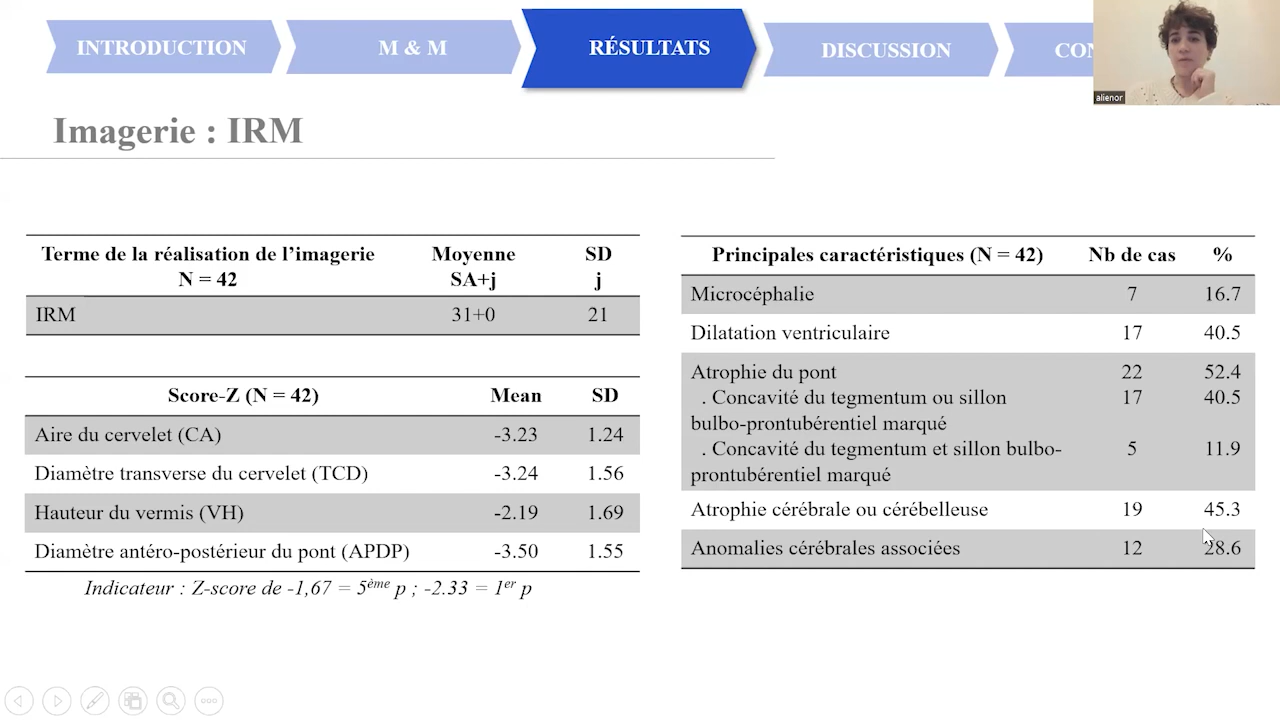 INTRODUCTION
M & M
RÉSULTATS
DISCUSSION
CON
alienor
Imagerie : IRM
Terme de la réalisation de l’imagerie Moyenne SD
N = 42 SA+j j
IRM 31+0 21
Score-Z (N = 42) Mean SD
Aire du cervelet (CA) -3.23 1.24
Diamètre transverse du cervelet (TCD) -3.24 1.56
Hauteur du vermis (VH) -2.19 1.69
Diamètre antéro-postérieur du pont (APDP) -3.50 1.55
Indicateur : Z-score de -1,67 = 5ème p ; -2.33 = 1er p
Principales caractéristiques (N = 42) Nb de cas %
Microcéphalie 7 16.7
Dilatation ventriculaire 17 40.5
Atrophie du pont 22 52.4
. Concavité du tegmentum ou sillon 17 40.5
bulbo-prontubérentiel marqué
. Concavité du tegmentum et sillon bulbo- 5 11.9
prontubérentiel marqué
Atrophie cérébrale ou cérébelleuse 19 45.3
Anomalies cérébrales associées 12 28.6